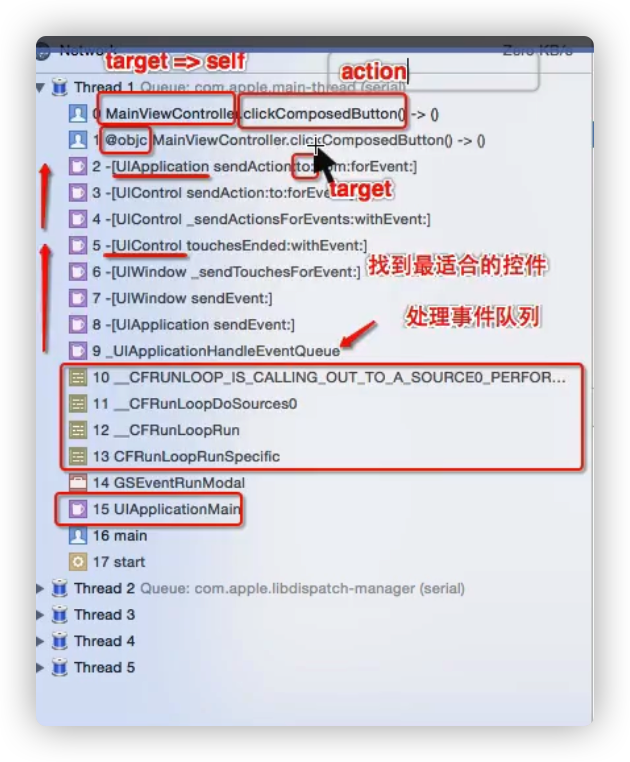 Network
Zero KB/s
target => self
action
Thread 1 Queue: com.apple.main-thread (serial)
0 MainViewController.clickComposedButton() -> ()
1 @objc MainViewController.clickComposedButton() -> ()
2 -[UIApplication sendAction:to:from:forEvent:]
target
3 -[UIControl sendAction:to:forEvent:]
4 -[UIControl _sendActionsForEvents:withEvent:]
5 -[UIControl touchesEnded:withEvent:]
6 -[UIWindow _sendTouchesForEvent:]
找到最适合的控件
7 -[UIWindow sendEvent:]
8 -[UIApplication sendEvent:]
处理事件队列
9 _UIApplicationHandleEventQueue
10 __CFRUNLOOP_IS_CALLING_OUT_TO_A_SOURCE0_PERFOR...
11 __CFRunLoopDoSources0
12 __CFRunLoopRun
13 CFRunLoopRunSpecific
14 GSEventRunModal
15 UIApplicationMain
16 main
17 start
Thread 2 Queue: com.apple.libdispatch-manager (serial)
Thread 3
Thread 4
Thread 5